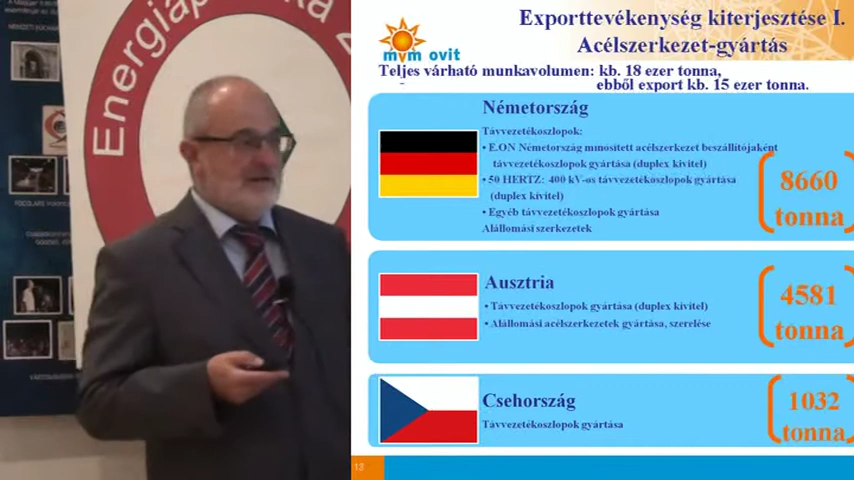 Energiap
Exporttevékenység kiterjesztése I.
Acélszerkezet-gyártás
mvm ovit
Teljes várható munkavolumen: kb. 18 ezer tonna,
ebből export kb. 15 ezer tonna.
Németország
Távvezetékoszlopok:
• E.ON Németország minősített acélszerkezet beszállítójaként
távvezetékoszlopok gyártása (duplex kivitel)
• 50 HERTZ: 400 kV-os távvezetékoszlopok gyártása
(duplex kivitel)
• Egyéb távvezetékoszlopok gyártása
Alállomási szerkezetek
8660
tonna
Ausztria
• Távvezetékoszlopok gyártása (duplex kivitel)
• Alállomási acélszerkezetek gyártása, szerelése
4581
tonna
Csehország
Távvezetékoszlopok gyártása
1032
tonna
13